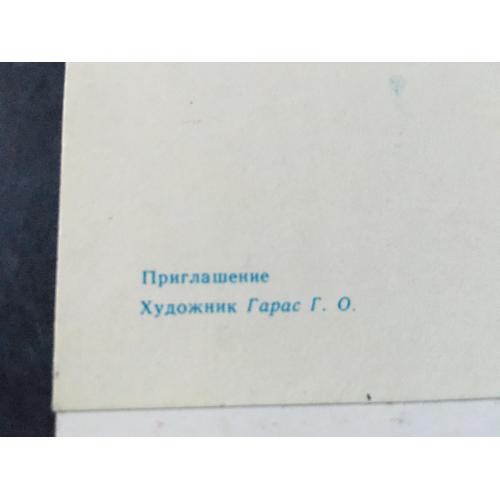 Приглашение
Художник Гарас Г. О.